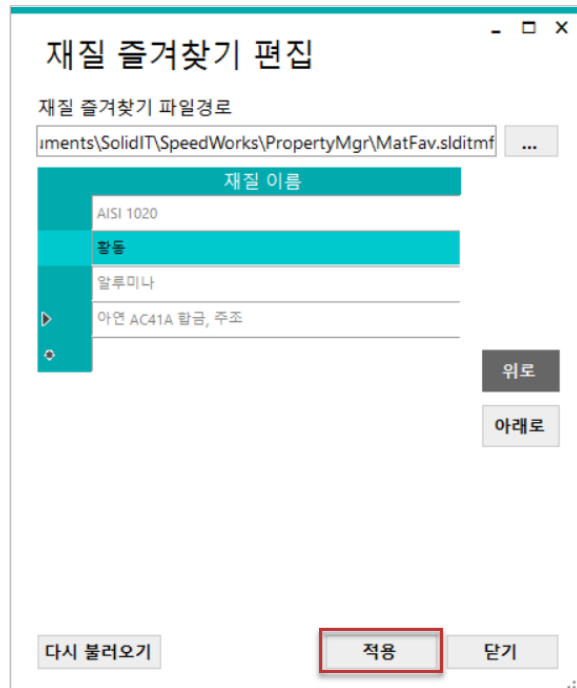 재질 즐겨찾기 편집
재질 즐겨찾기 파일경로
uments\SolidIT\SpeedWorks\PropertyMgr\MatFav.slditmf ...
재질 이름
AISI 1020
황동
알루미나
아연 AC41A 합금, 주조
위로
아래로
다시 불러오기 적용 닫기